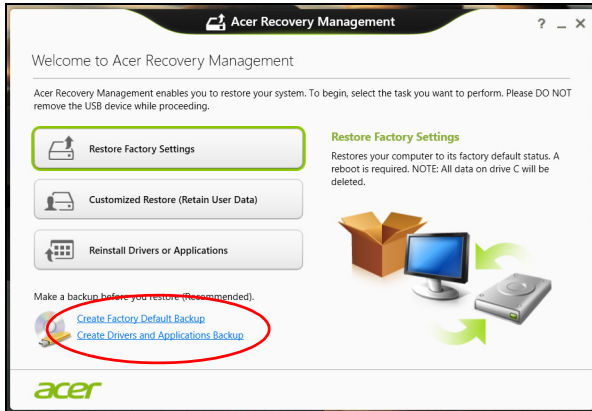 Acer Recovery Management
? _ X
Welcome to Acer Recovery Management
Acer Recovery Management enables you to restore your system. To begin, select the task you want to perform. Please DO NOT
remove the USB device while proceeding.
Restore Factory Settings
Customized Restore (Retain User Data)
Reinstall Drivers or Applications
Restore Factory Settings
Restores your computer to its factory default status. A
reboot is required. NOTE: All data on drive C will be
deleted.
Make a backup before you restore (Recommended).
Create Factory Default Backup
Create Drivers and Applications Backup
acer